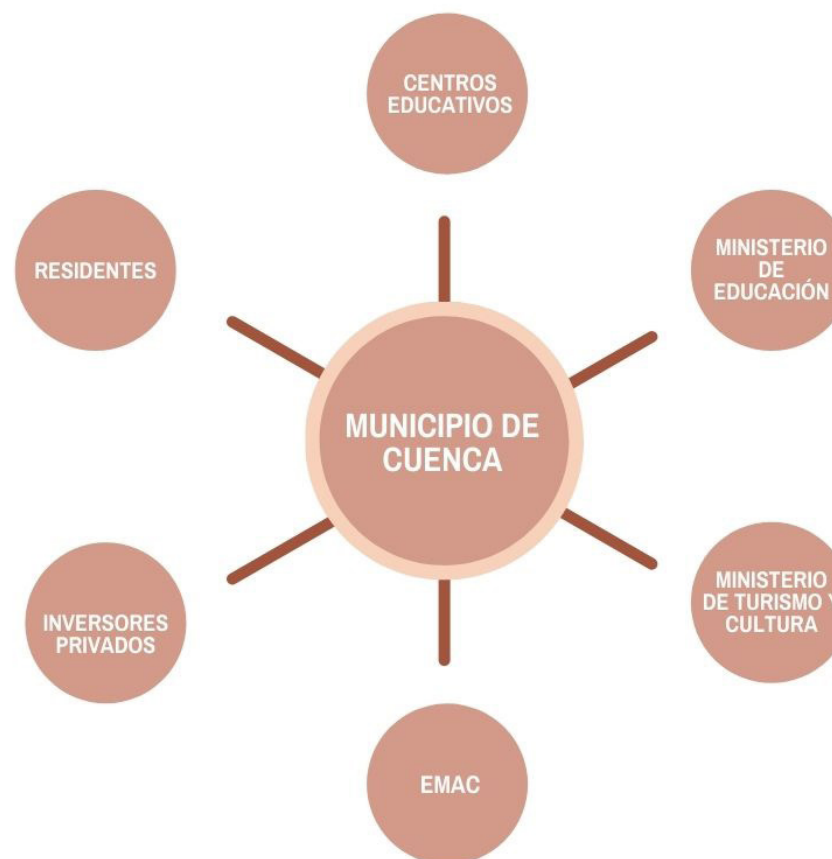 CENTROS
EDUCATIVOS
RESIDENTES
MINISTERIO
DE
EDUCACIÓN
MUNICIPIO DE
CUENCA
INVERSORES
PRIVADOS
MINISTERIO
DE TURISMO Y
CULTURA
EMAC